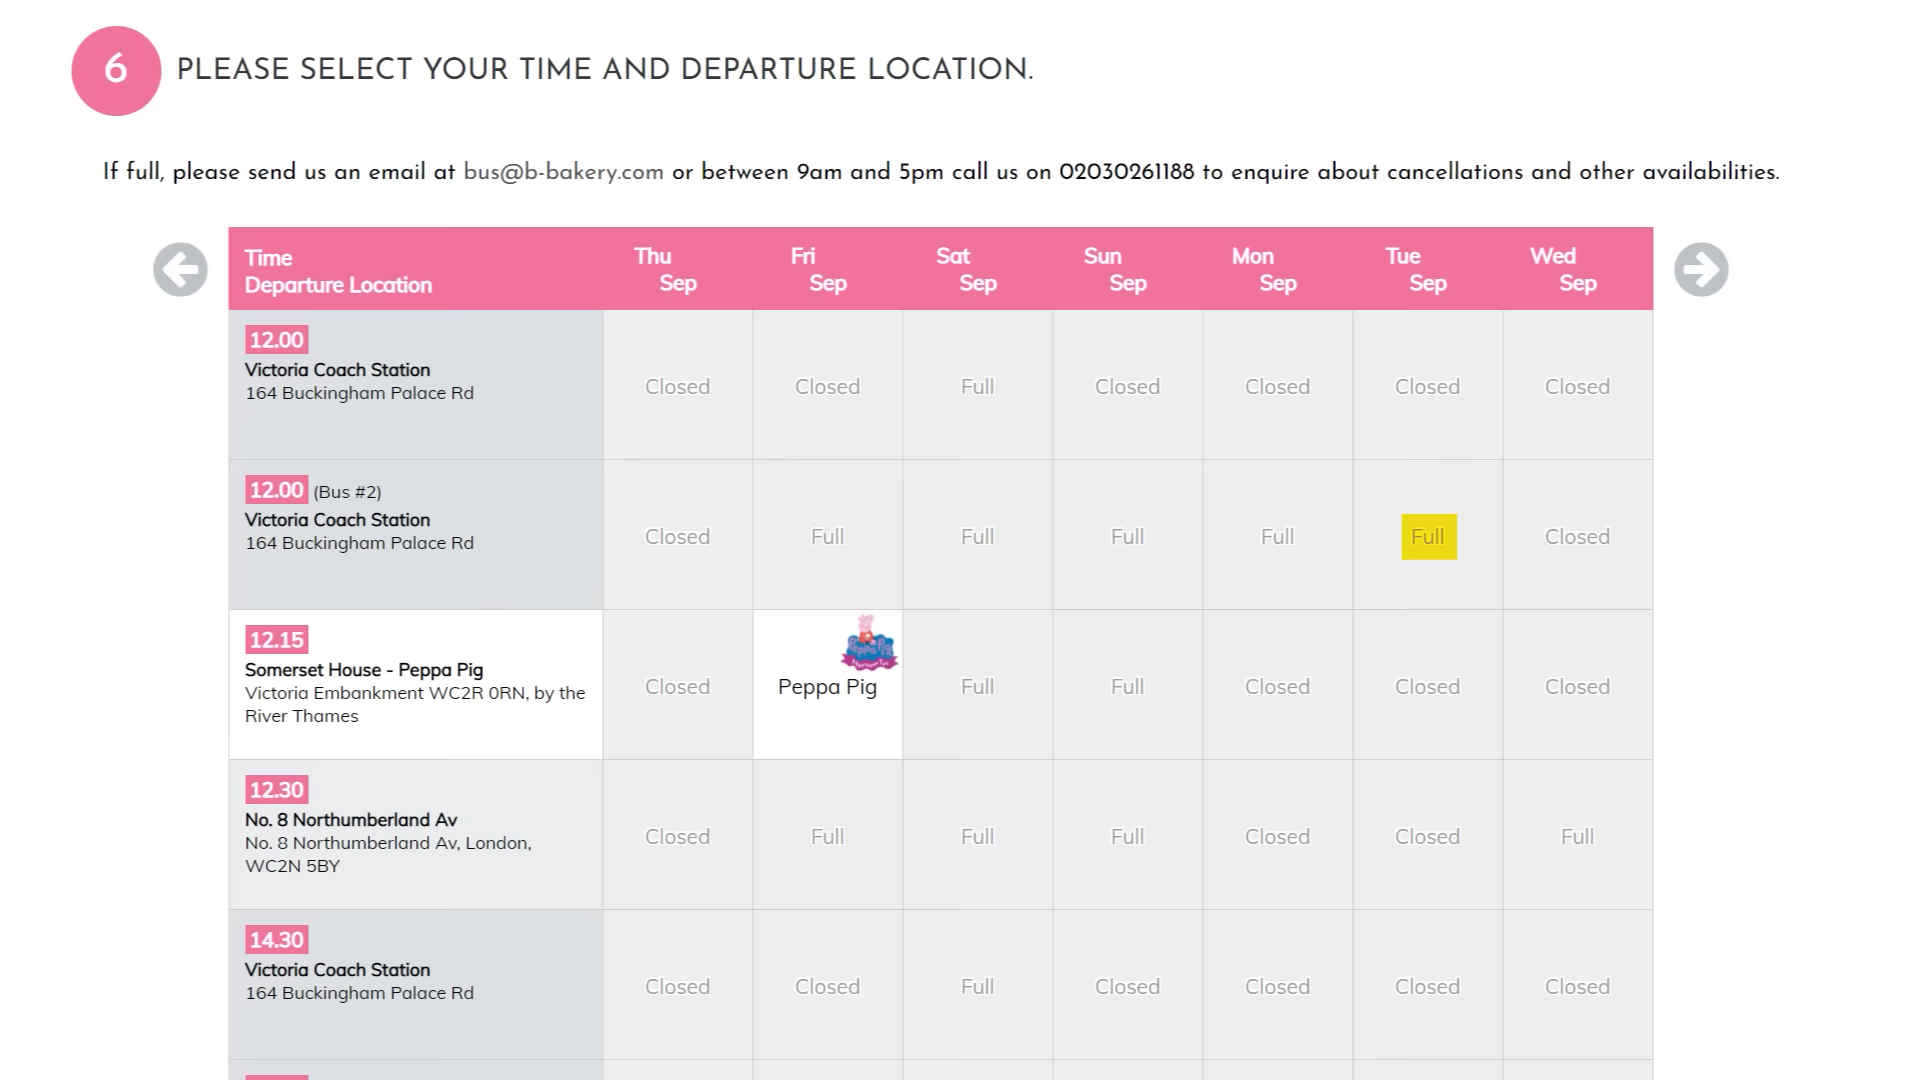 6
PLEASE SELECT YOUR TIME AND DEPARTURE LOCATION.
If full, please send us an email at bus@b-bakery.com or between 9am and 5pm call us on 02030261188 to enquire about cancellations and other availabilities.
Time
Departure Location
Thu
Sep
Fri
Sep
Sat
Sep
Sun
Sep
Mon
Sep
Tue
Sep
Wed
Sep
12.00
Victoria Coach Station
164 Buckingham Palace Rd
Closed
Closed
Full
Closed
Closed
Closed
Closed
12.00 (Bus #2)
Victoria Coach Station
164 Buckingham Palace Rd
Closed
Full
Full
Full
Full
Full
Closed
12.15
Somerset House - Peppa Pig
Victoria Embankment WC2R 0RN, by the
River Thames
Closed
Peppa Pig
Peppa Pig
Full
Full
Closed
Closed
Closed
12.30
No. 8 Northumberland Av
No. 8 Northumberland Av, London,
WC2N 5BY
Closed
Full
Full
Full
Closed
Closed
Full
14.30
Victoria Coach Station
164 Buckingham Palace Rd
Closed
Closed
Full
Closed
Closed
Closed
Closed